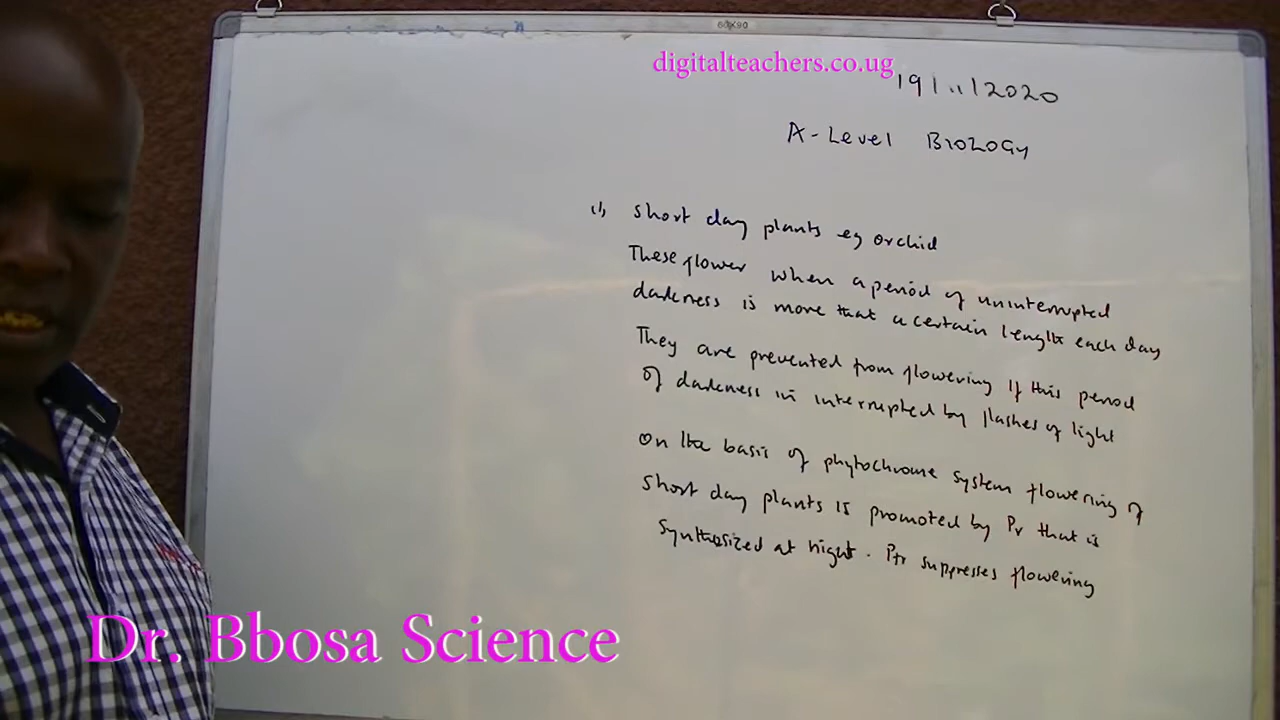 60X90
digitalteachers.co.ug
19/11/2020
A-Level BIOLOGY
(i) Short day plants eg orchid
These flower when a period of uninterrupted
darkness is more that a certain length each day
They are prevented from flowering if this period
of darkness in interrupted by flashes of light
On the basis of phytochrome system flowering of
short day plants is promoted by Pr that is
synthesized at night. Pfr suppresses flowering
Dr. Bbosa Science